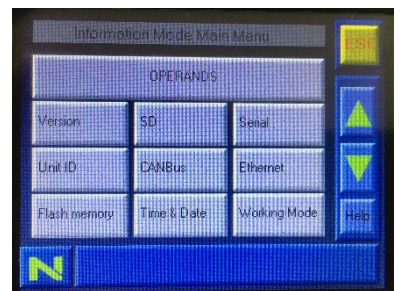 Information Mode Main Menu
ESC
OPERANDS
Version SD Serial
Unit ID CANBus Ethernet
Flash memory Time & Date Working Mode
Help
N